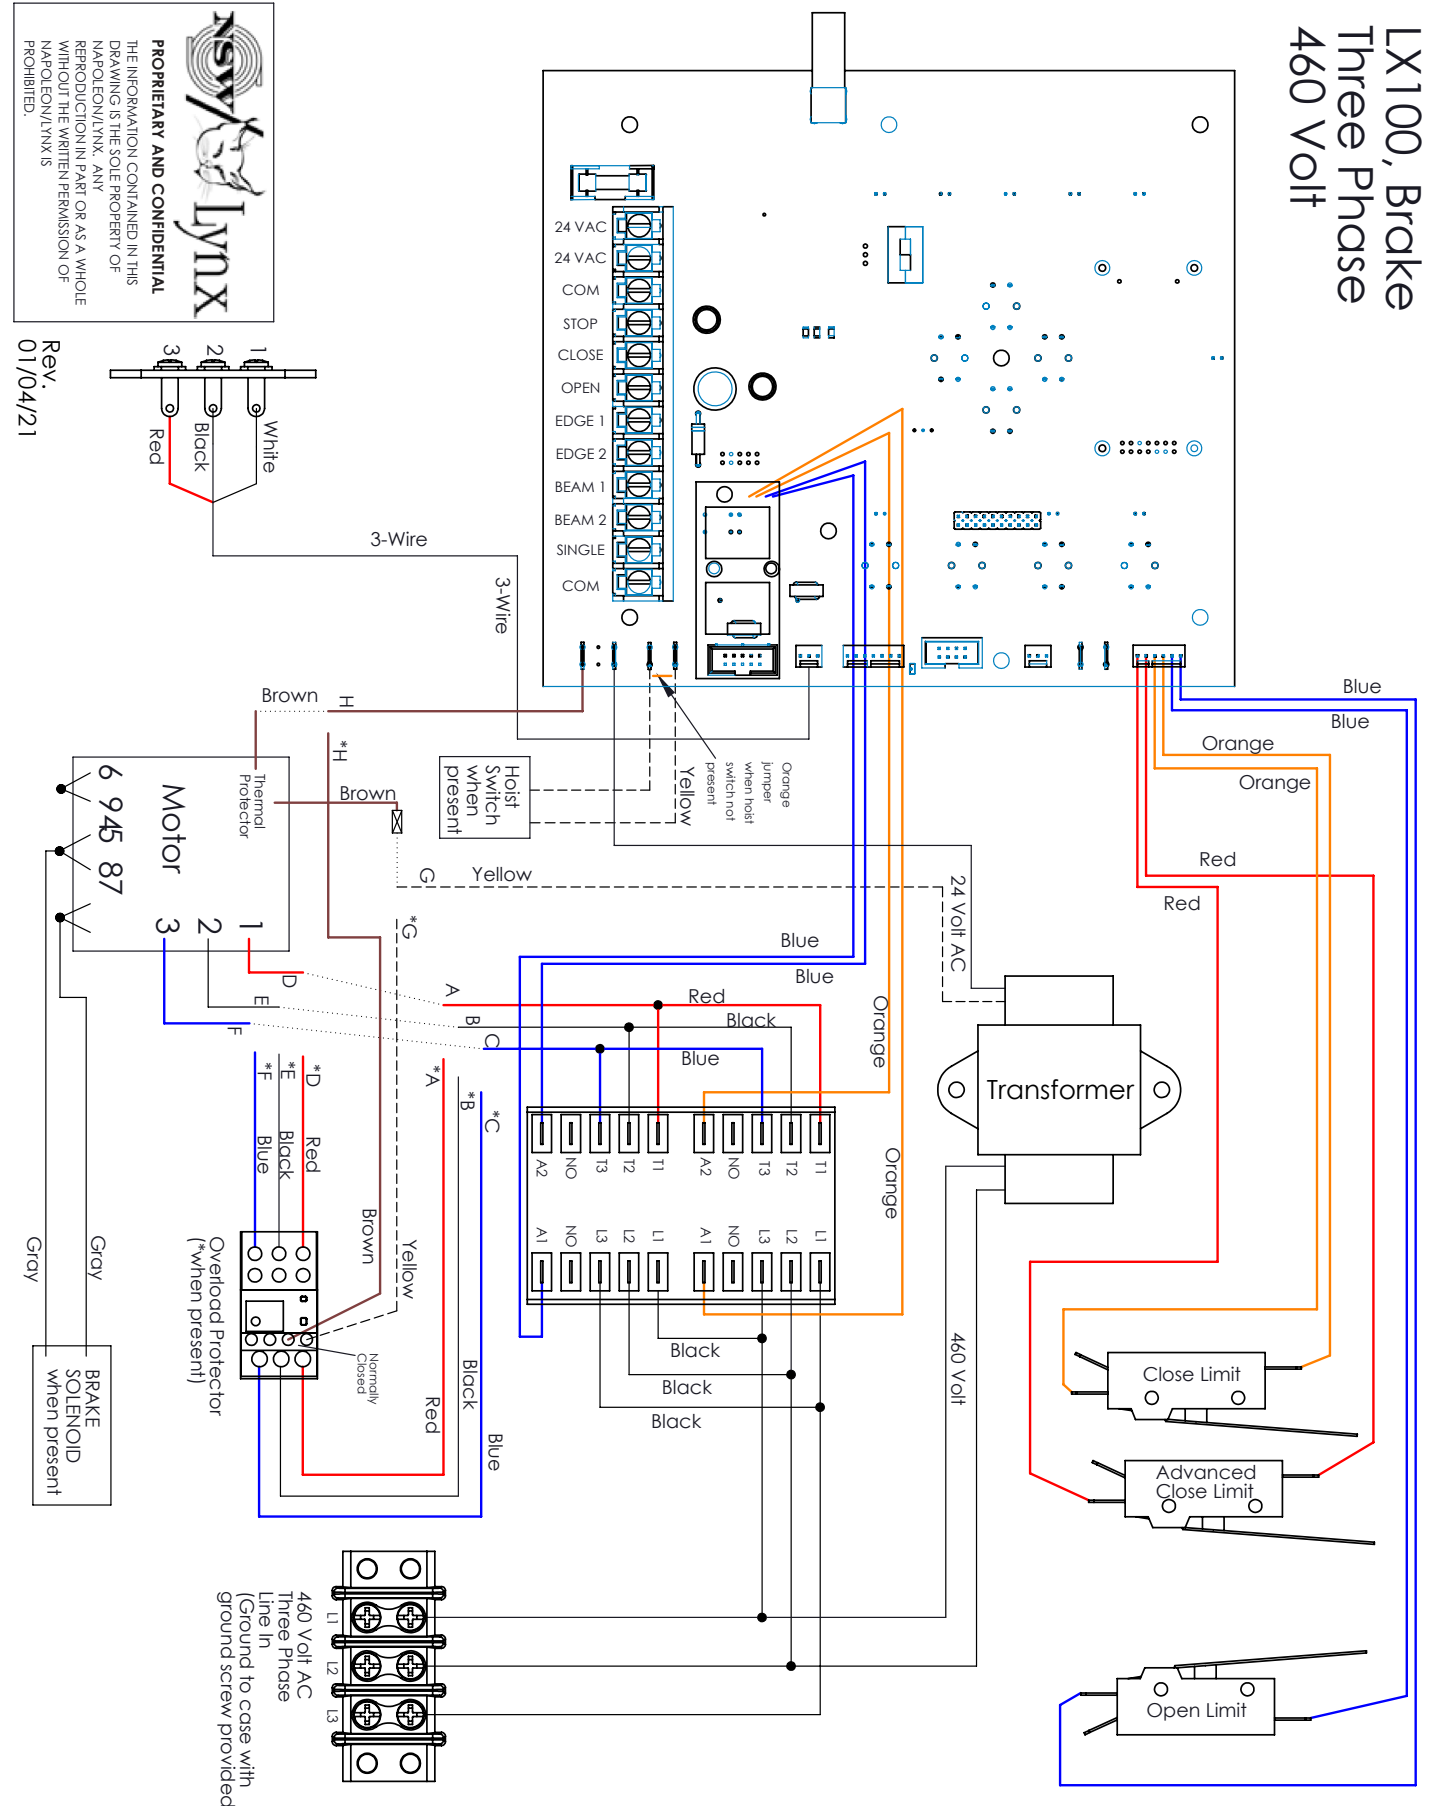 LX100, Brake
Three Phase
460 Volt
NSW
Lynx
PROPRIETARY AND CONFIDENTIAL
THE INFORMATION CONTAINED IN THIS
DRAWING IS THE SOLE PROPERTY OF
NAPOLEON/LYNX. ANY
REPRODUCTION IN PART OR AS A WHOLE
WITHOUT THE WRITTEN PERMISSION OF
NAPOLEON/LYNX IS
PROHIBITED.
Rev.
01/04/21
1
2
3
White
Black
Red
3-Wire
3-Wire
24 VAC
24 VAC
COM
STOP
CLOSE
OPEN
EDGE 1
EDGE 2
BEAM 1
BEAM 2
SINGLE
COM
Blue
Blue
Orange
Orange
Red
Red
Brown
H
*H
Thermal
Protector
Brown
Motor
6 9 4 5 8 7
1
2
3
Hoist
Switch
when
present
Yellow
Orange
jumper
when hoist
switch not
present
G
Yellow
*G
24 Volt AC
Blue
Blue
Orange
Orange
D
E
F
A
B
C
Red
Black
Blue
*D
*E
*F
*A
*B
*C
Red
Black
Blue
Transformer
A2
NO
T3
T2
T1
A2
NO
T3
T2
T1
A1
NO
L3
L2
L1
A1
NO
L3
L2
L1
Brown
Yellow
Overload Protector
(*when present)
Normally
Closed
Gray
Gray
BRAKE
SOLENOID
when present
Red
Black
Blue
Black
Black
Black
460 Volt
Close Limit
Advanced
Close Limit
Open Limit
L1
L2
L3
460 Volt AC
Three Phase
Line In
(Ground to case with
ground screw provided